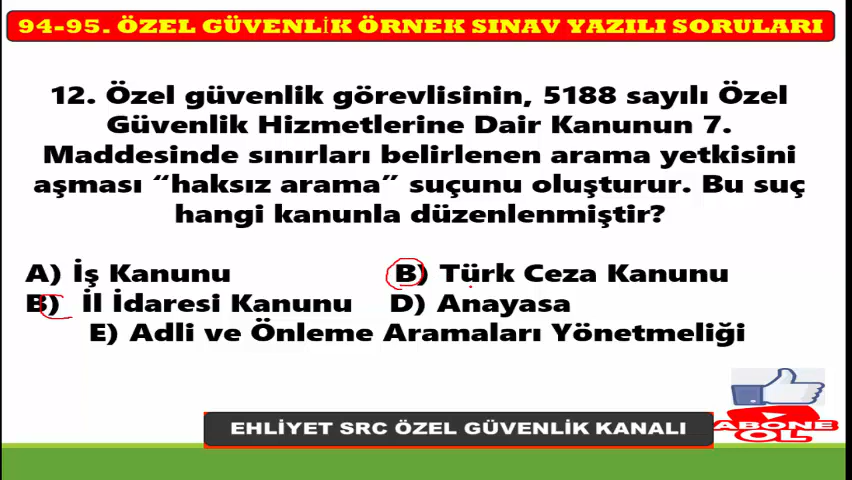 94-95. ÖZEL GÜVENLİK ÖRNEK SINAV YAZILI SORULARI
12. Özel güvenlik görevlisinin, 5188 sayılı Özel
Güvenlik Hizmetlerine Dair Kanunun 7.
Maddesinde sınırları belirlenen arama yetkisini
aşması “haksız arama” suçunu oluşturur. Bu suç
hangi kanunla düzenlenmiştir?
A) İş Kanunu B) Türk Ceza Kanunu
B) İl İdaresi Kanunu D) Anayasa
E) Adli ve Önleme Aramaları Yönetmeliği
EHLİYET SRC ÖZEL GÜVENLİK KANALI
ABONE
OL